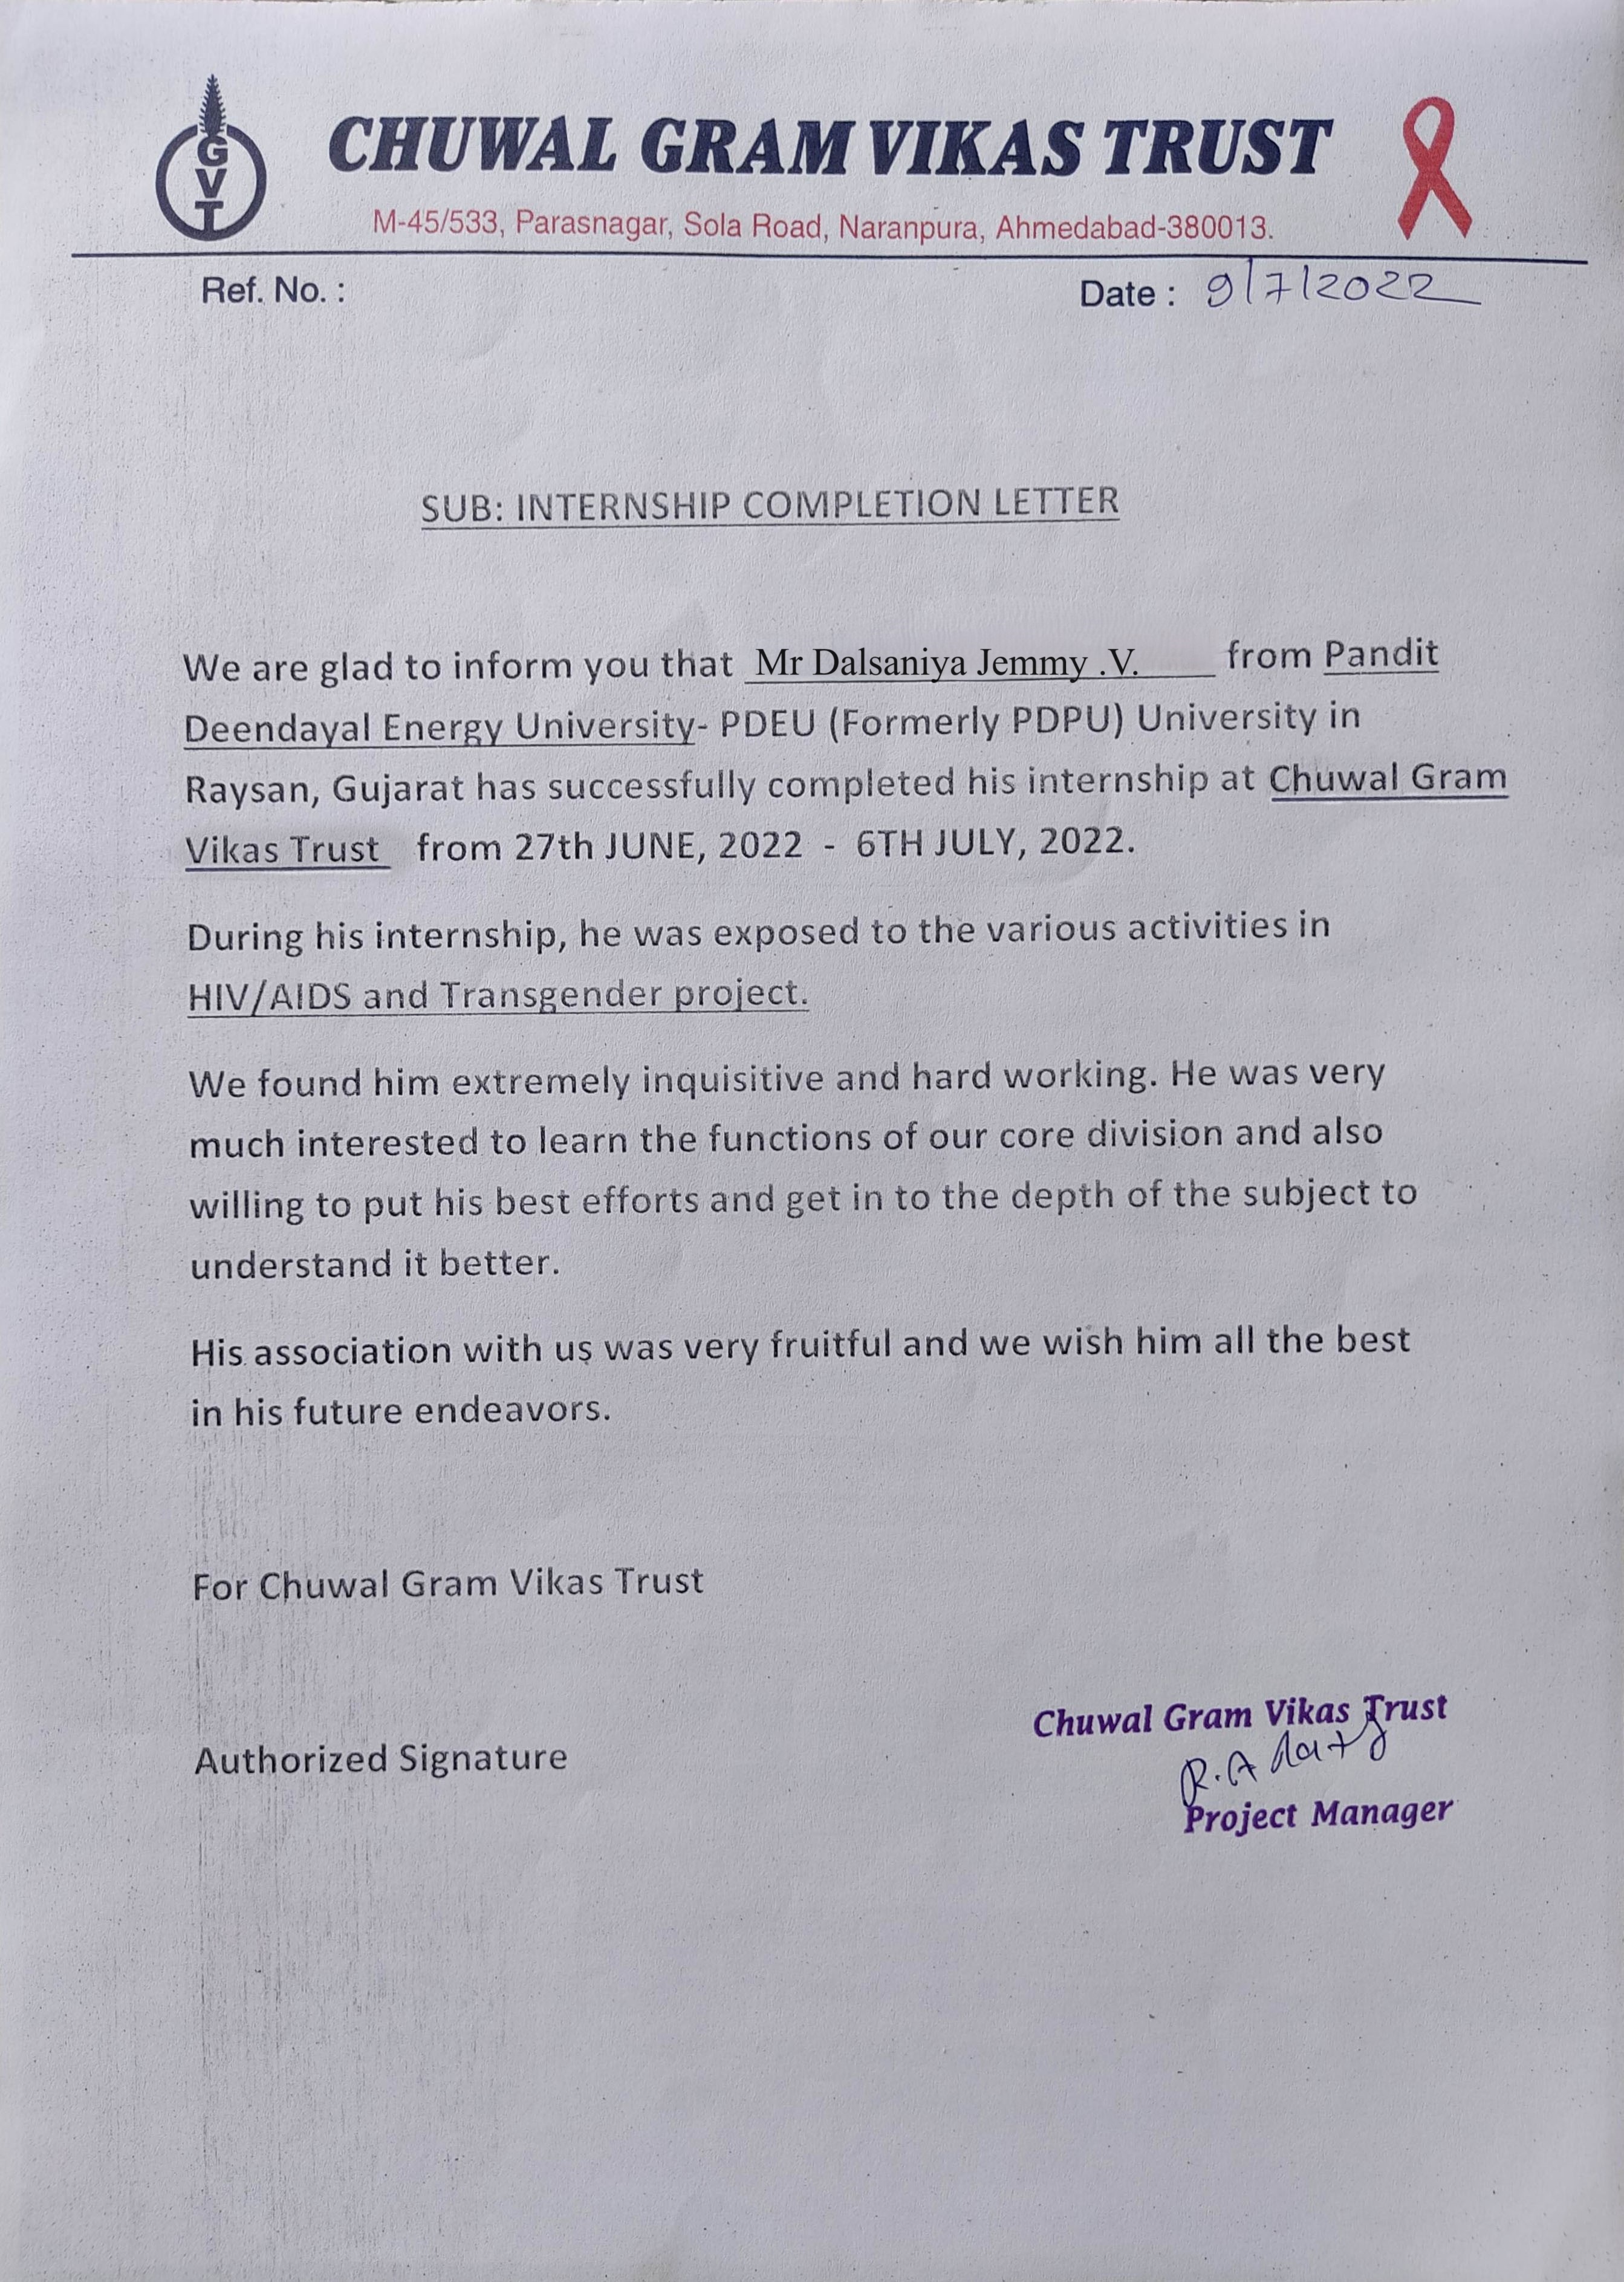 GVT
CHUWAL GRAM VIKAS TRUST
M-45/533, Parasnagar, Sola Road, Naranpura, Ahmedabad-380013.
Ref. No. : Date : 9/7/2022
SUB: INTERNSHIP COMPLETION LETTER
We are glad to inform you that Mr Dalsaniya Jemmy .V. from Pandit
Deendayal Energy University- PDEU (Formerly PDPU) University in
Raysan, Gujarat has successfully completed his internship at Chuwal Gram
Vikas Trust from 27th JUNE, 2022 - 6TH JULY, 2022.
During his internship, he was exposed to the various activities in
HIV/AIDS and Transgender project.
We found him extremely inquisitive and hard working. He was very
much interested to learn the functions of our core division and also
willing to put his best efforts and get in to the depth of the subject to
understand it better.
His association with us was very fruitful and we wish him all the best
in his future endeavors.
For Chuwal Gram Vikas Trust
Chuwal Gram Vikas Trust
Authorized Signature
R.A
Project Manager